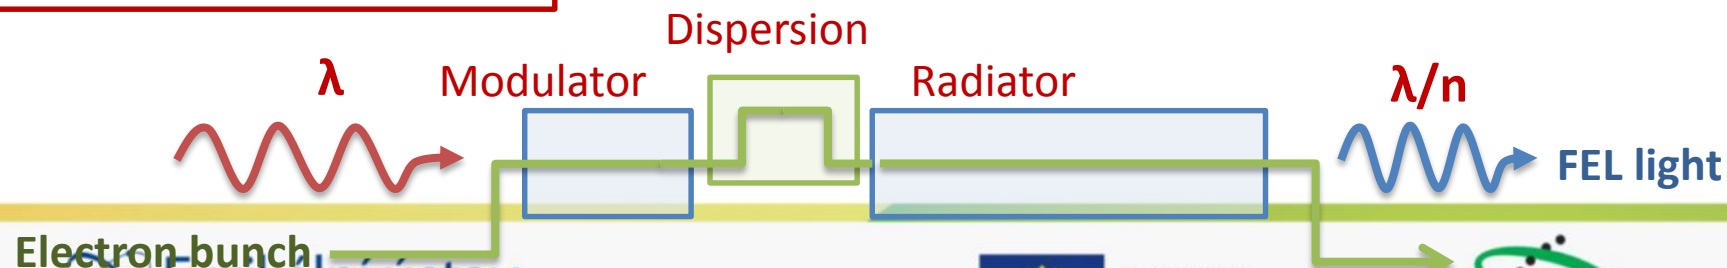 Dispersion
λ
Modulator
Radiator
λ/n
FEL light
Electron bunch